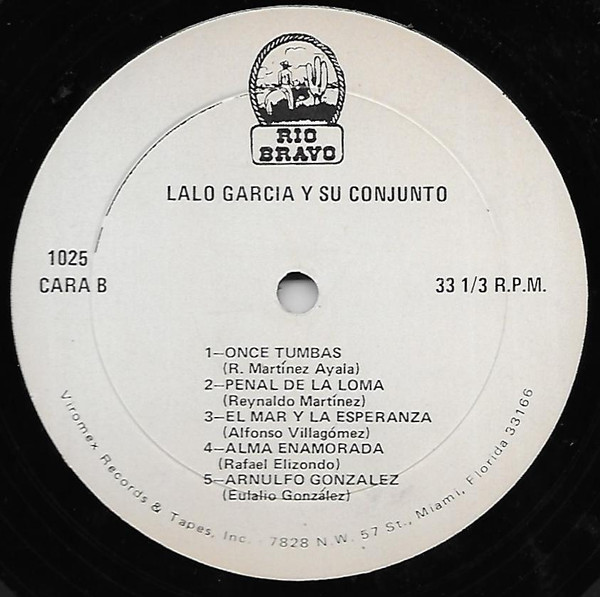 RIO
BRAVO
LALO GARCIA Y SU CONJUNTO
1025
CARA B
33 1/3 R.P.M.
1—ONCE TUMBAS
(R. Martínez Ayala)
2—PENAL DE LA LOMA
(Reynaldo Martínez)
3—EL MAR Y LA ESPERANZA
(Alfonso Villagómez)
4—ALMA ENAMORADA
(Rafael Elizondo)
5—ARNULFO GONZALEZ
(Eulalio González)
Viromex Records & Tapes, Inc. - 7828 N.W. 57 St., Miami, Florida 33166